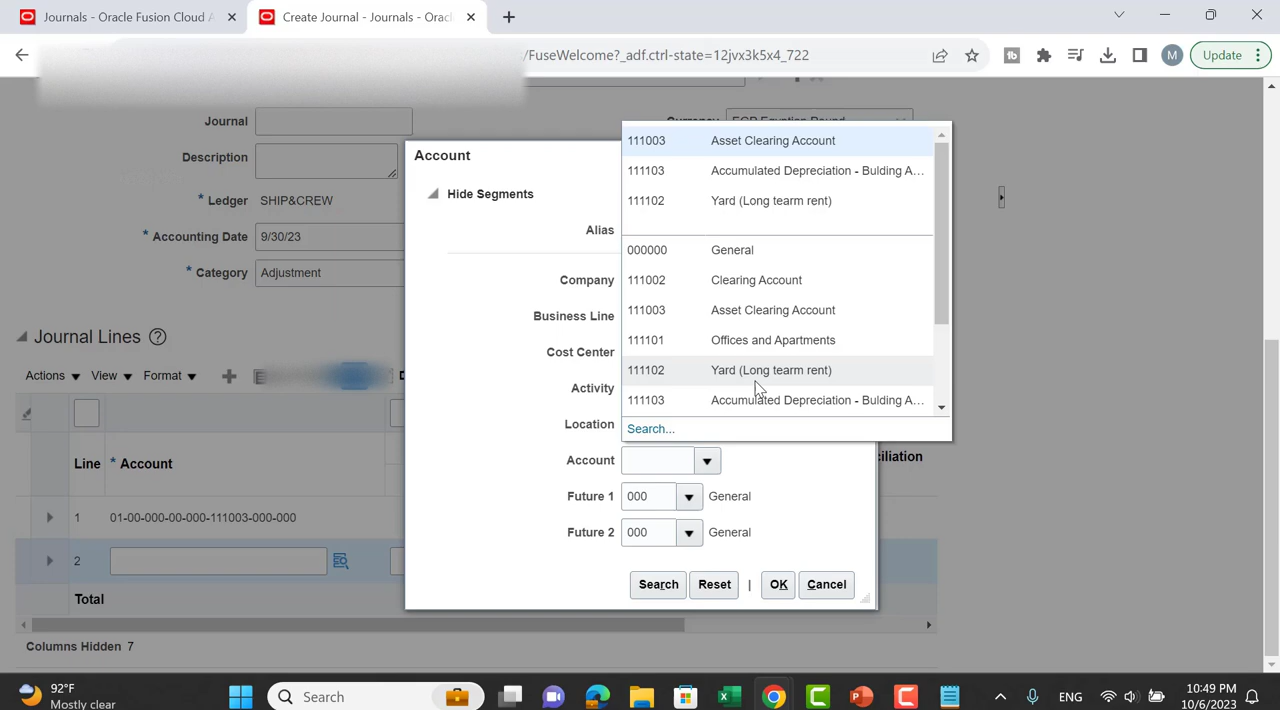 Journals - Oracle Fusion Cloud A
Create Journal - Journals - Orac
/FuseWelcome?_adf.ctrl-state=12jvx3k5x4_722
M
Update
Journal
Description
* Ledger SHIP&CREW
* Accounting Date 9/30/23
* Category Adjustment
EGP Egyptian Pound
Account
Hide Segments
Alias
Company
Business Line
Cost Center
Activity
Location
Account
Future 1 000 General
Future 2 000 General
Search Reset | OK Cancel
111003 Asset Clearing Account
111103 Accumulated Depreciation - Bulding A...
111102 Yard (Long tearm rent)
000000 General
111002 Clearing Account
111003 Asset Clearing Account
111101 Offices and Apartments
111102 Yard (Long tearm rent)
111103 Accumulated Depreciation - Bulding A...
Search...
Journal Lines
Actions View Format
Line * Account
ciliation
1 01-00-000-00-000-111003-000-000
2
Total
Columns Hidden 7
92°F
Mostly clear
Search
ENG
10:49 PM
10/6/2023